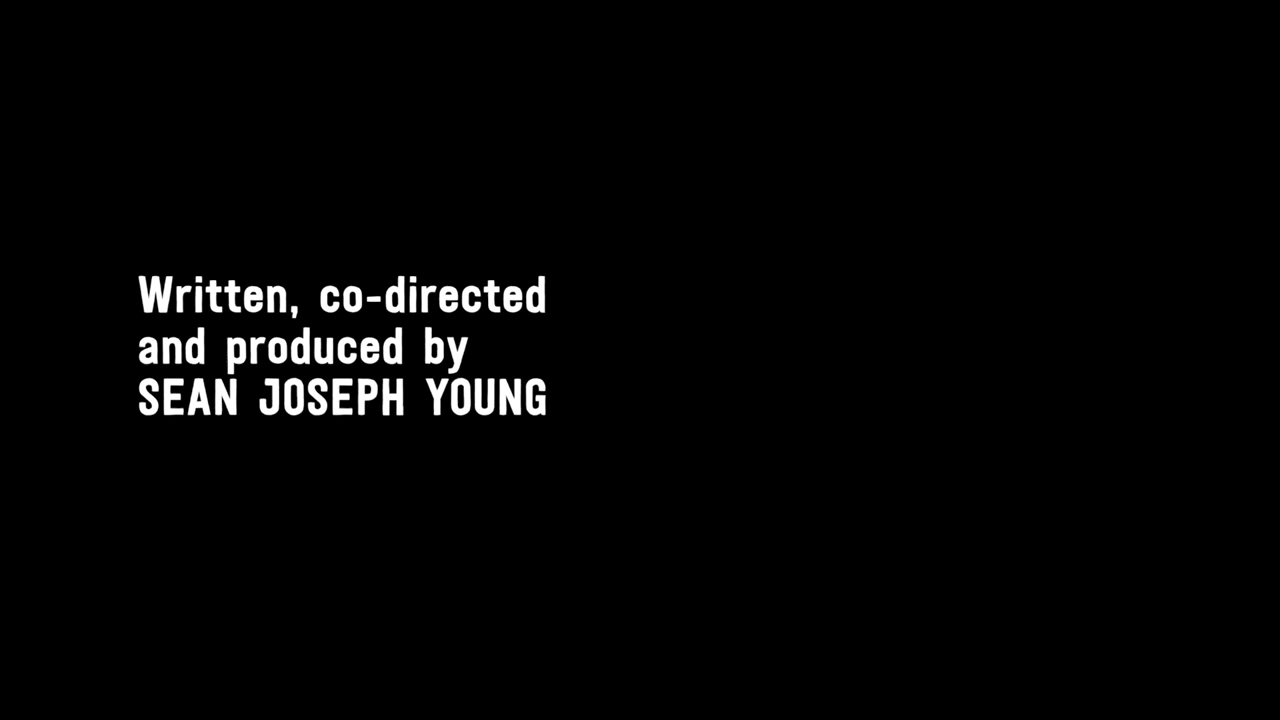 Written, co-directed
and produced by
SEAN JOSEPH YOUNG